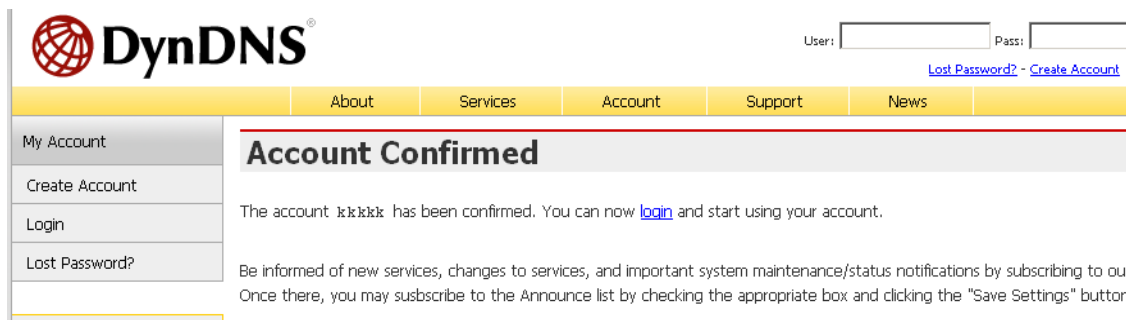 DynDNS®
User: Pass:
Lost Password? - Create Account
About Services Account Support News
My Account
Create Account
Login
Lost Password?
Account Confirmed
The account kkkkk has been confirmed. You can now login and start using your account.
Be informed of new services, changes to services, and important system maintenance/status notifications by subscribing to ou
Once there, you may susbscribe to the Announce list by checking the appropriate box and clicking the "Save Settings" button